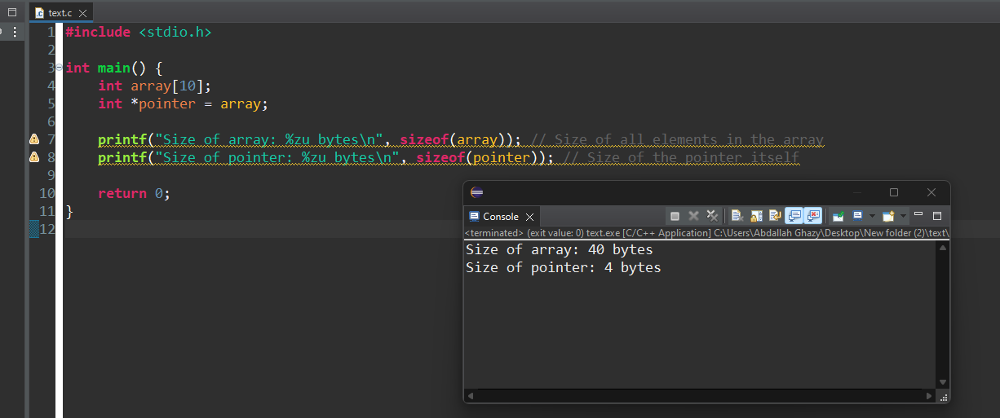 text.c
1 #include <stdio.h>
2
3 int main() {
4     int array[10];
5     int *pointer = array;
6
7     printf("Size of array: %zu bytes\n", sizeof(array)); // Size of all elements in the array
8     printf("Size of pointer: %zu bytes\n", sizeof(pointer)); // Size of the pointer itself
9
10     return 0;
11 }
12
Console
<terminated> (exit value: 0) text.exe [C/C++ Application] C:\Users\Abdallah Ghazy\Desktop\New folder (2)\text\
Size of array: 40 bytes
Size of pointer: 4 bytes